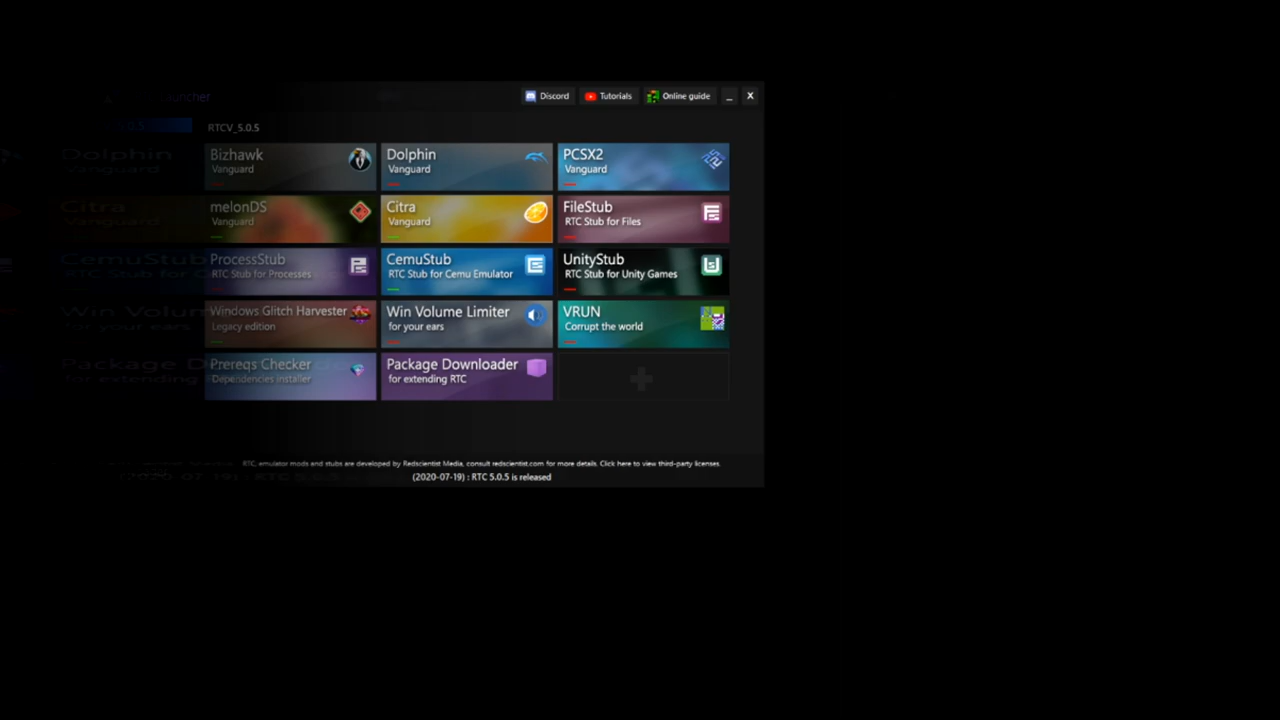 Discord Tutorials Online guide _ X
RTCV_5.0.5
Bizhawk
Vanguard
Dolphin
Vanguard
PCSX2
Vanguard
melonDS
Vanguard
Citra
Vanguard
FileStub
RTC Stub for Files
ProcessStub
RTC Stub for Processes
CemuStub
RTC Stub for Cemu Emulator
UnityStub
RTC Stub for Unity Games
Windows Glitch Harvester
Legacy edition
Win Volume Limiter
for your ears
VRUN
Corrupt the world
Prereqs Checker
Dependencies installer
Package Downloader
for extending RTC
RTC, emulator mods and stubs are developed by Redscientist Media, consult redscientist.com for more details. Click here to view third-party licenses.
(2020-07-19) : RTC 5.0.5 is released